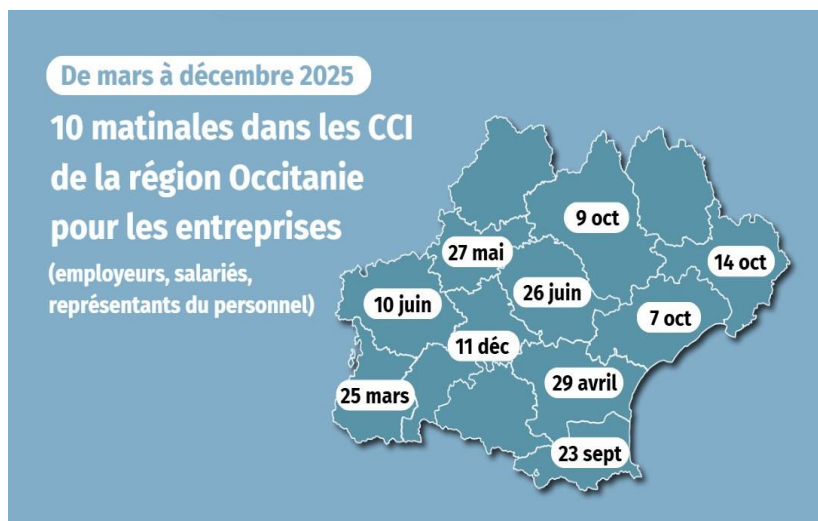 De mars à décembre 2025
10 matinales dans les CCI
de la région Occitanie
pour les entreprises
(employeurs, salariés,
représentants du personnel)
9 oct
27 mai
14 oct
26 juin
10 juin
7 oct
11 déc
29 avril
25 mars
23 sept